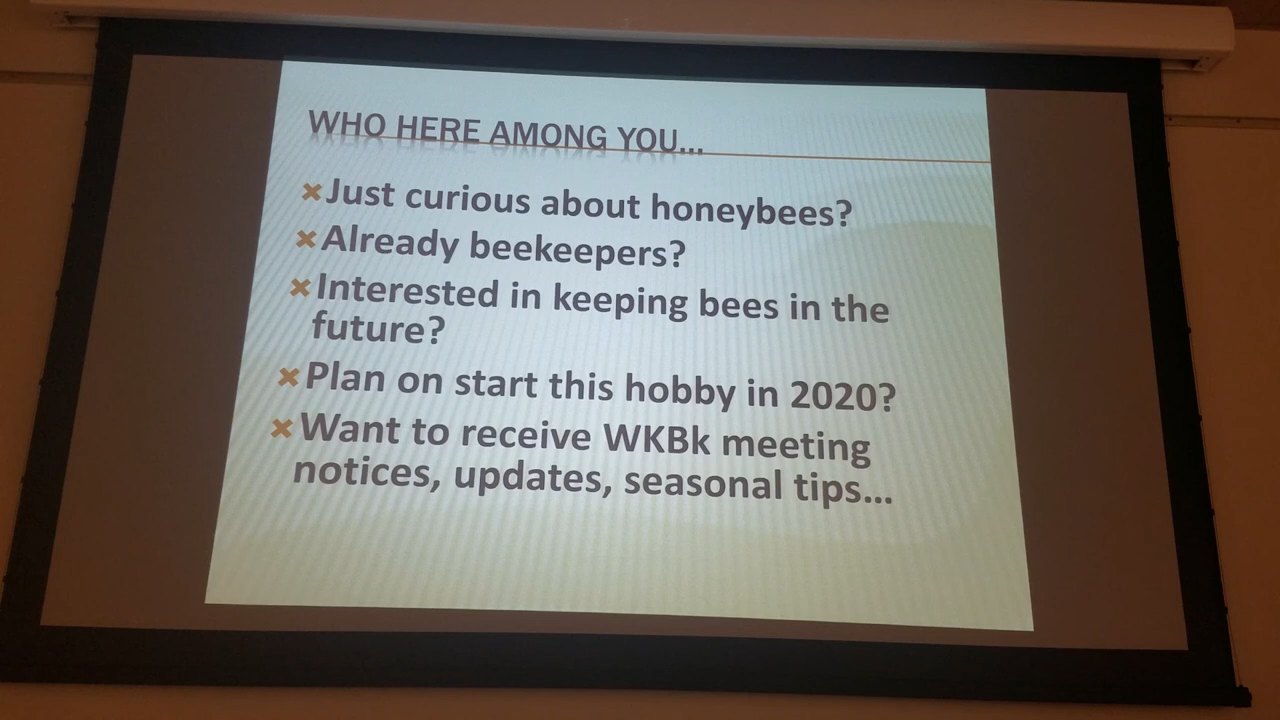 WHO HERE AMONG YOU...
Just curious about honeybees?
Already beekeepers?
Interested in keeping bees in the
future?
Plan on start this hobby in 2020?
Want to receive WKBk meeting
notices, updates, seasonal tips...